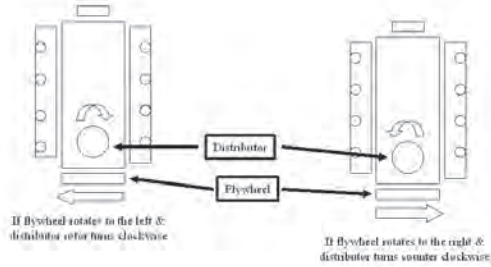 Distributor
Flywheel
If flywheel rotates to the left &
distributor rotor turns clockwise
If flywheel rotates to the right &
distributor turns counter clockwise